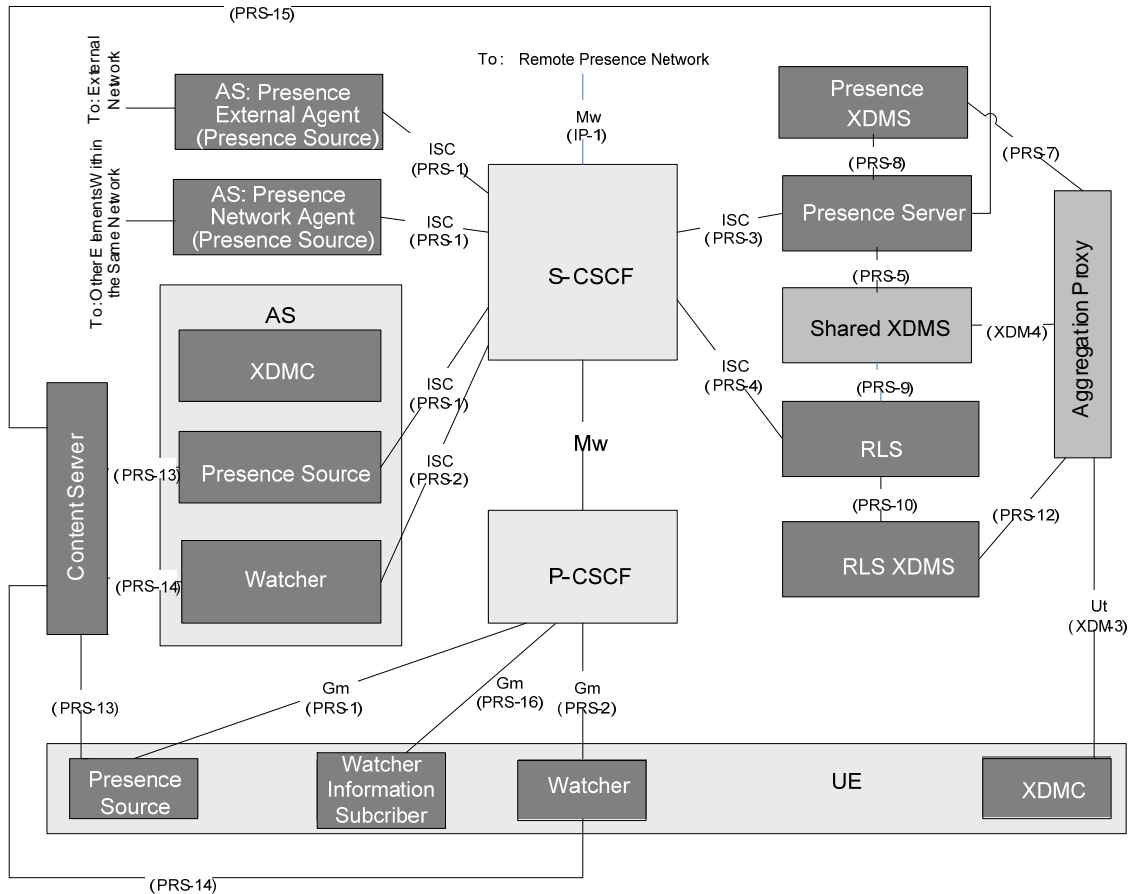 (PRS-15)
To: External
Network
AS: Presence
External Agent
(Presence Source)
ISC
(PRS-1)
To: Remote Presence Network
Mw
(IP-1)
Presence
XDMS
(PRS-7)
(PRS-8)
To: Other Elements Within
the Same Network
AS: Presence
Network Agent
(Presence Source)
ISC
(PRS-1)
S-CSCF
ISC
(PRS-3)
Presence Server
(PRS-5)
Shared XDMS
(XDM-4)
Aggregation Proxy
AS
XDMC
ISC
(PRS-1)
ISC
(PRS-4)
(PRS-9)
RLS
Content Server
(PRS-13)
Presence Source
ISC
(PRS-2)
Mw
(PRS-10)
(PRS-12)
RLS XDMS
(PRS-14)
Watcher
P-CSCF
Ut
(XDM-3)
(PRS-13)
Gm
(PRS-1)
Gm
(PRS-16)
Gm
(PRS-2)
Presence
Source
Watcher
Information
Subcriber
Watcher
UE
XDMC
(PRS-14)